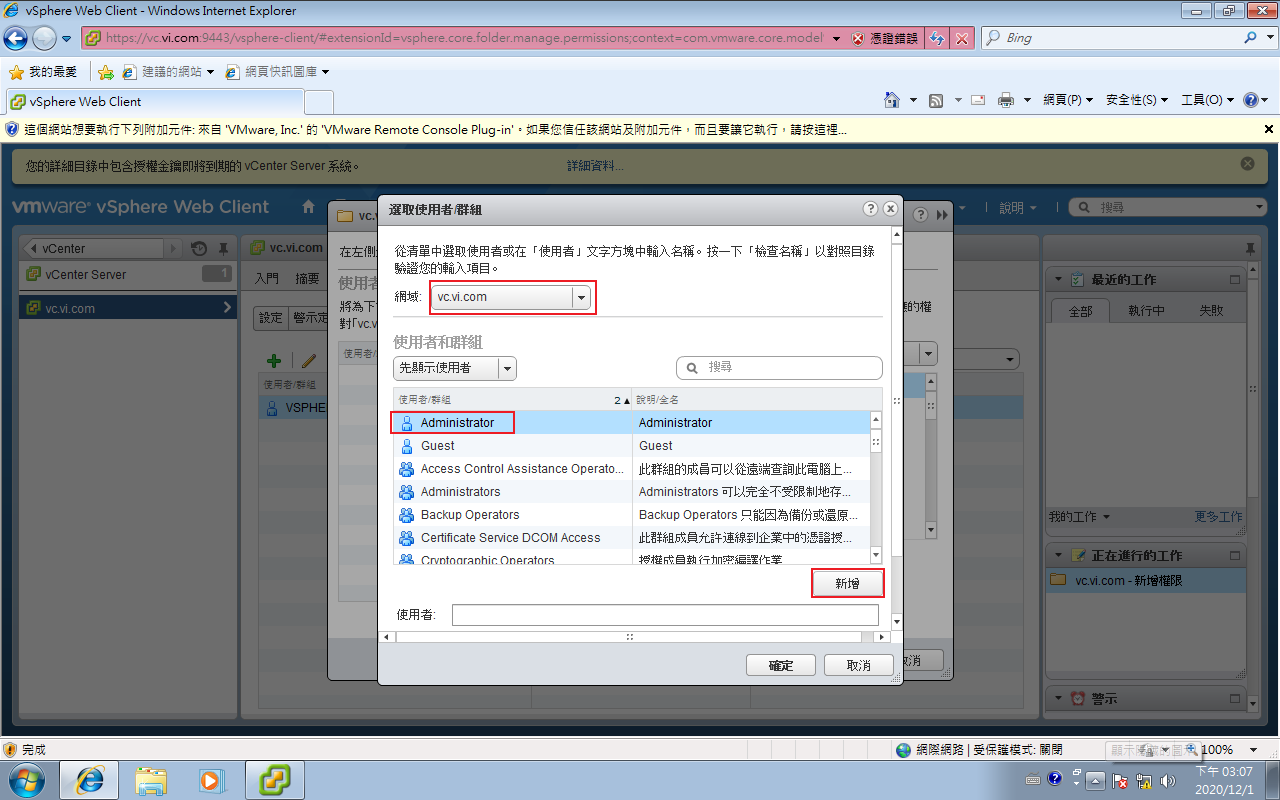 vSphere Web Client - Windows Internet Explorer
https://vc.vi.com:9443/vsphere-client/#extensionId=vsphere.core.folder.manage.permissions;context=com.vmware.core.model
憑證錯誤
Bing
我的最愛
建議的網站
網頁快訊圖庫
vSphere Web Client
網頁(P)
安全性(S)
工具(O)
這個網站想要執行下列附加元件: 來自 'VMware, Inc.' 的 'VMware Remote Console Plug-in'。如果您信任該網站及附加元件，而且要讓它執行，請按這裡...
您的詳細目錄中包含授權金鑰即將到期的 vCenter Server 系統。
詳細資料...
vmware® vSphere Web Client
說明
搜尋
vCenter
vCenter Server
1
vc.vi.com
vc.vi.com
入門
摘要
設定
警示定
使用者/群組
VSPHE
vc.
在左側
使用者
將為下
對「vc.v
使用者/
的權
取消
選取使用者/群組
從清單中選取使用者或在「使用者」文字方塊中輸入名稱。按一下「檢查名稱」以對照目錄
驗證您的輸入項目。
網域:
vc.vi.com
使用者和群組
先顯示使用者
搜尋
使用者/群組
2
說明/全名
Administrator
Administrator
Guest
Guest
Access Control Assistance Operato...
此群組的成員可以從遠端查詢此電腦上...
Administrators
Administrators 可以完全不受限制地存...
Backup Operators
Backup Operators 只能因為備份或還原...
Certificate Service DCOM Access
此群組成員允許連線到企業中的憑證授...
Cryptographic Operators
授權成員執行加密編譯作業
新增
使用者:
確定
取消
最近的工作
全部
執行中
失敗
我的工作
更多工作
正在進行的工作
vc.vi.com - 新增權限
警示
完成
網際網路 | 受保護模式: 關閉
100%
下午 03:07
2020/12/1